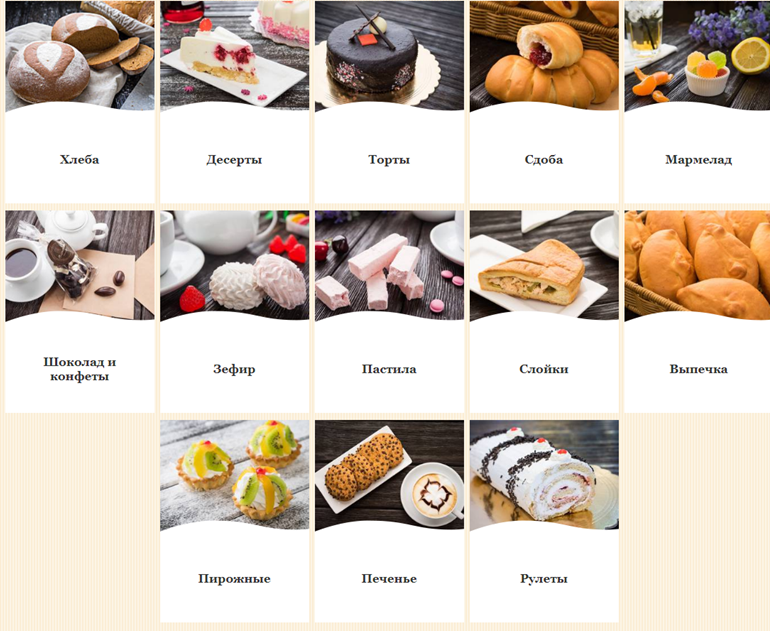 Хлеба
Десерты
Торты
Сдоба
Мармелад
Шоколад и
конфеты
Зефир
Пастила
Слойки
Выпечка
Пирожные
Печенье
Рулеты